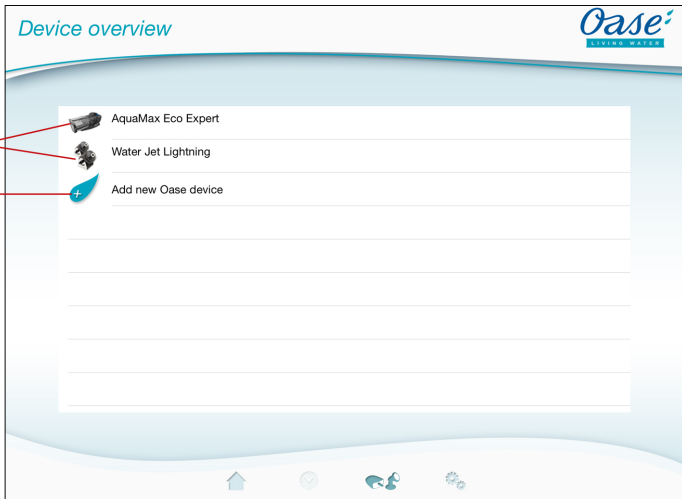 Device overview
Oase
LIVING WATER
AquaMax Eco Expert
Water Jet Lightning
Add new Oase device